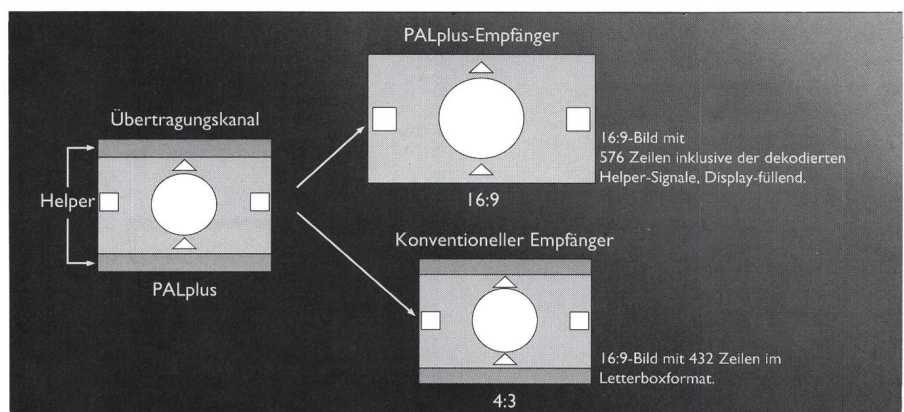 PALplus-Empfänger
Übertragungskanal
Helper
PALplus
16:9-Bild mit
576 Zeilen inklusive der dekodierten
Helper-Signale, Display-füllend.
16:9
Konventioneller Empfänger
16:9-Bild mit 432 Zeilen im
Letterboxformat.
4:3